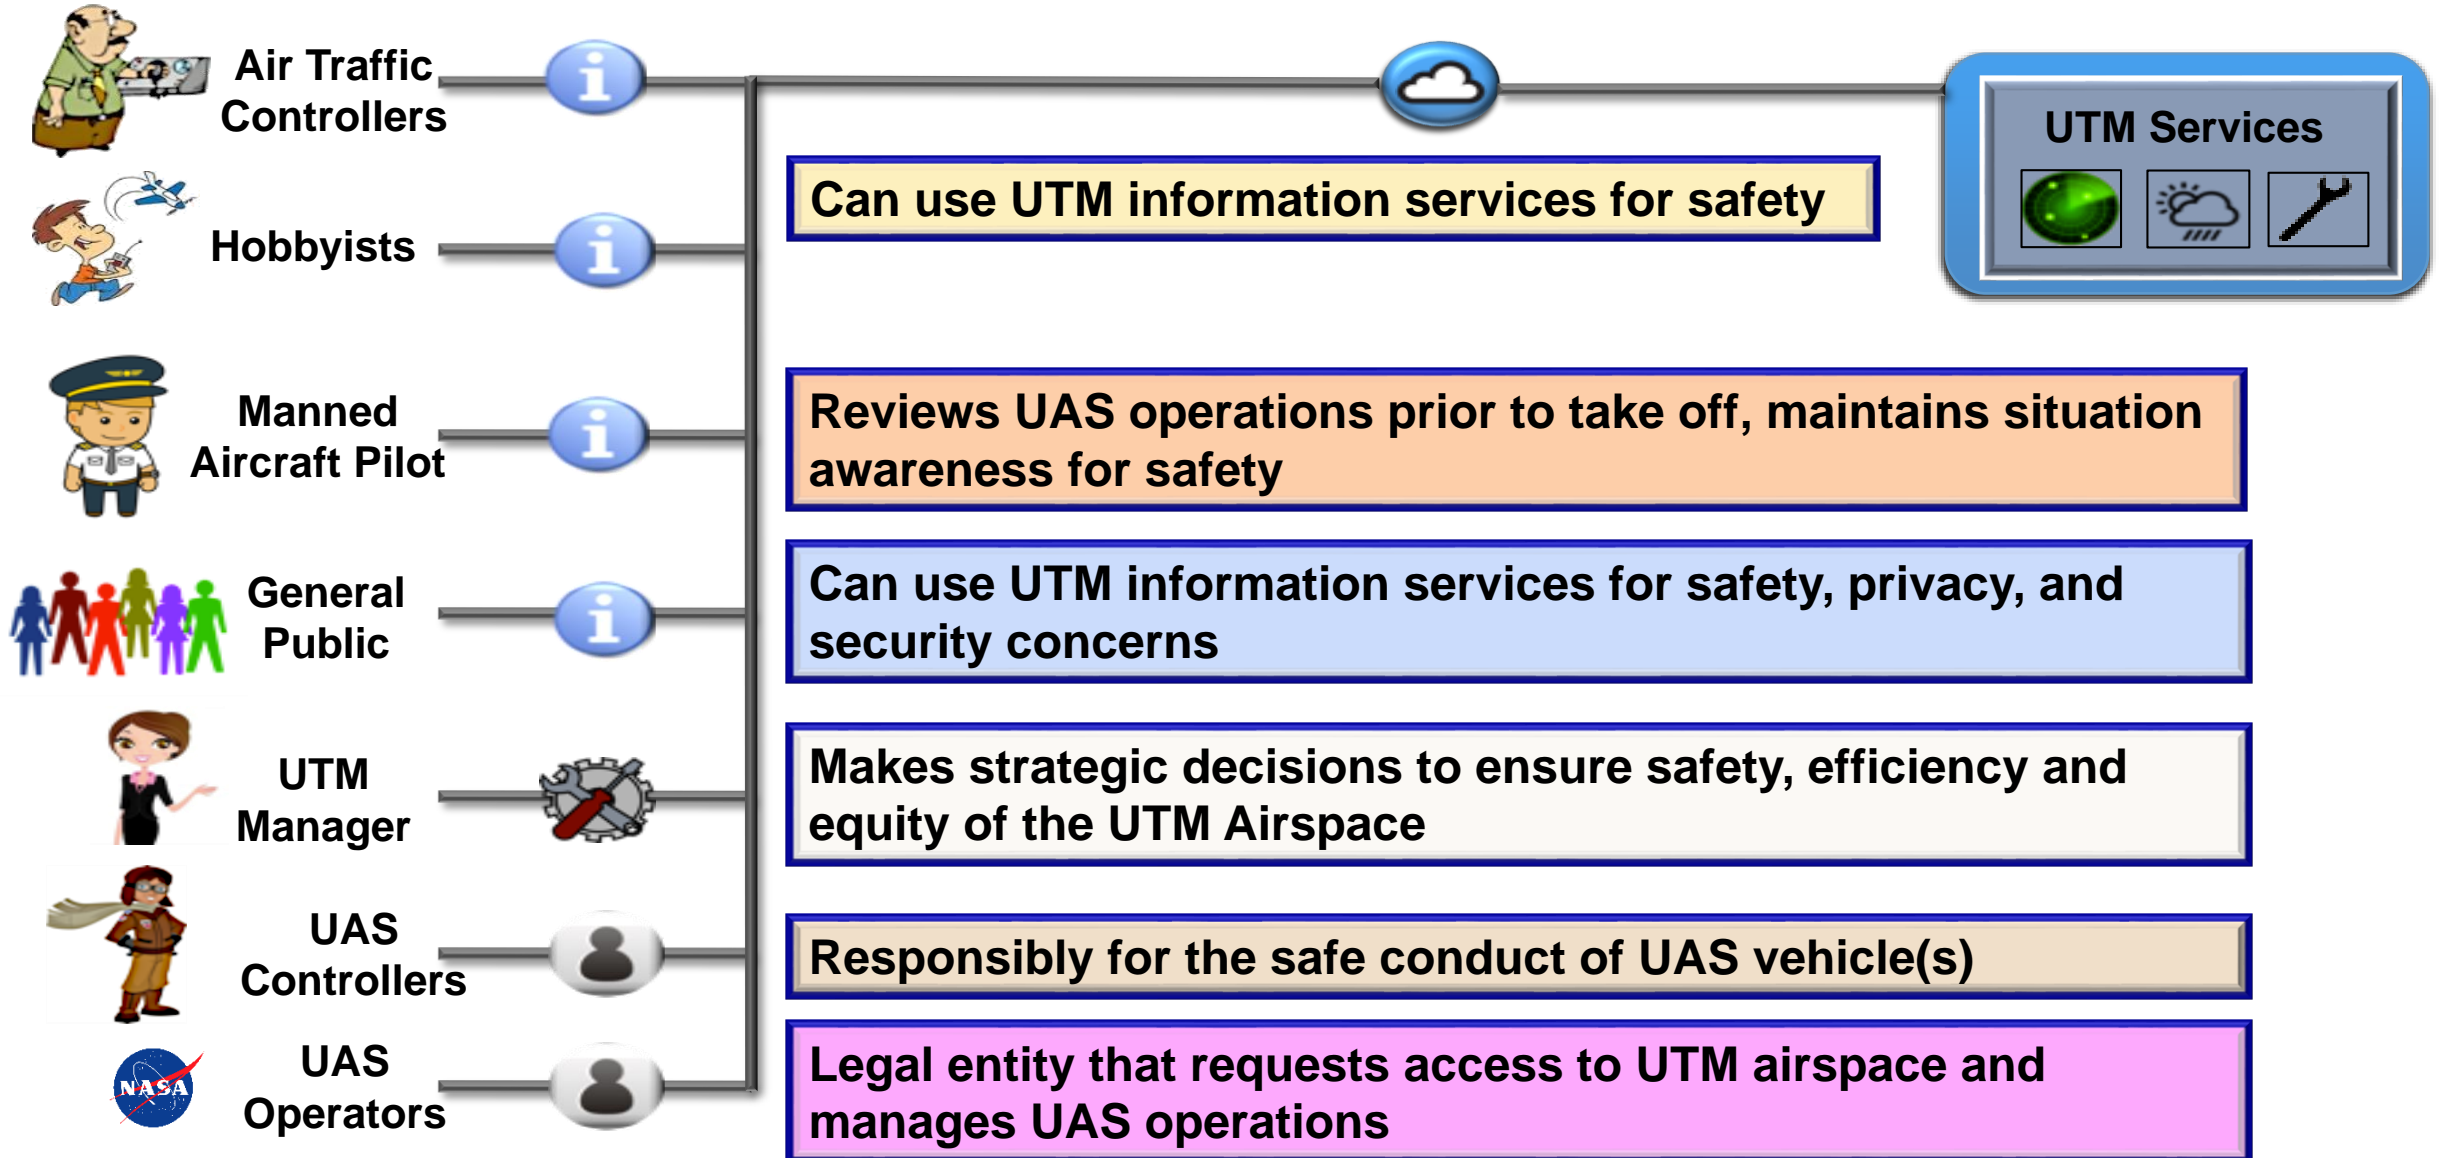 Air Traffic
Controllers
UTM Services
Can use UTM information services for safety
Hobbyists
Manned
Aircraft Pilot
Reviews UAS operations prior to take off, maintains situation
awareness for safety
General
Public
Can use UTM information services for safety, privacy, and
security concerns
UTM
Manager
Makes strategic decisions to ensure safety, efficiency and
equity of the UTM Airspace
UAS
Controllers
Responsibly for the safe conduct of UAS vehicle(s)
NASA
UAS
Operators
Legal entity that requests access to UTM airspace and
manages UAS operations